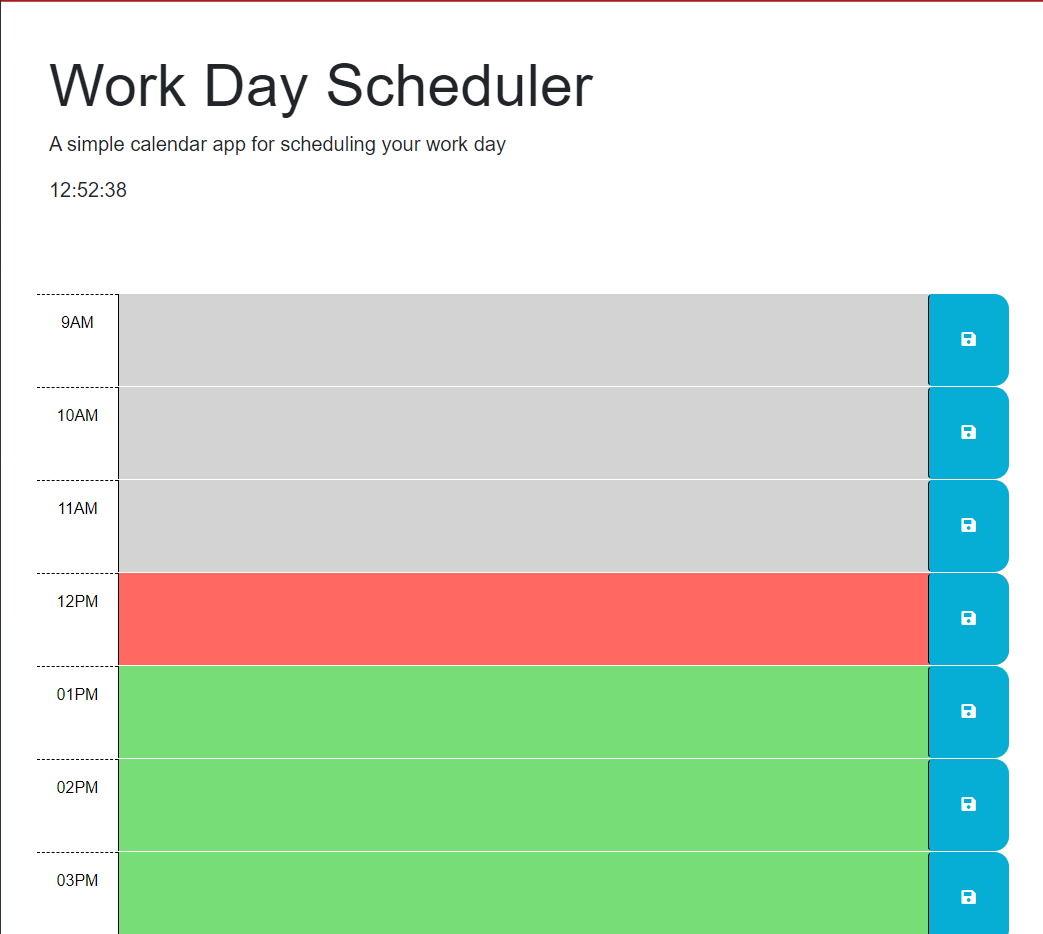 Work Day Scheduler
A simple calendar app for scheduling your work day
12:52:38
9AM
10AM
11AM
12PM
01PM
02PM
03PM